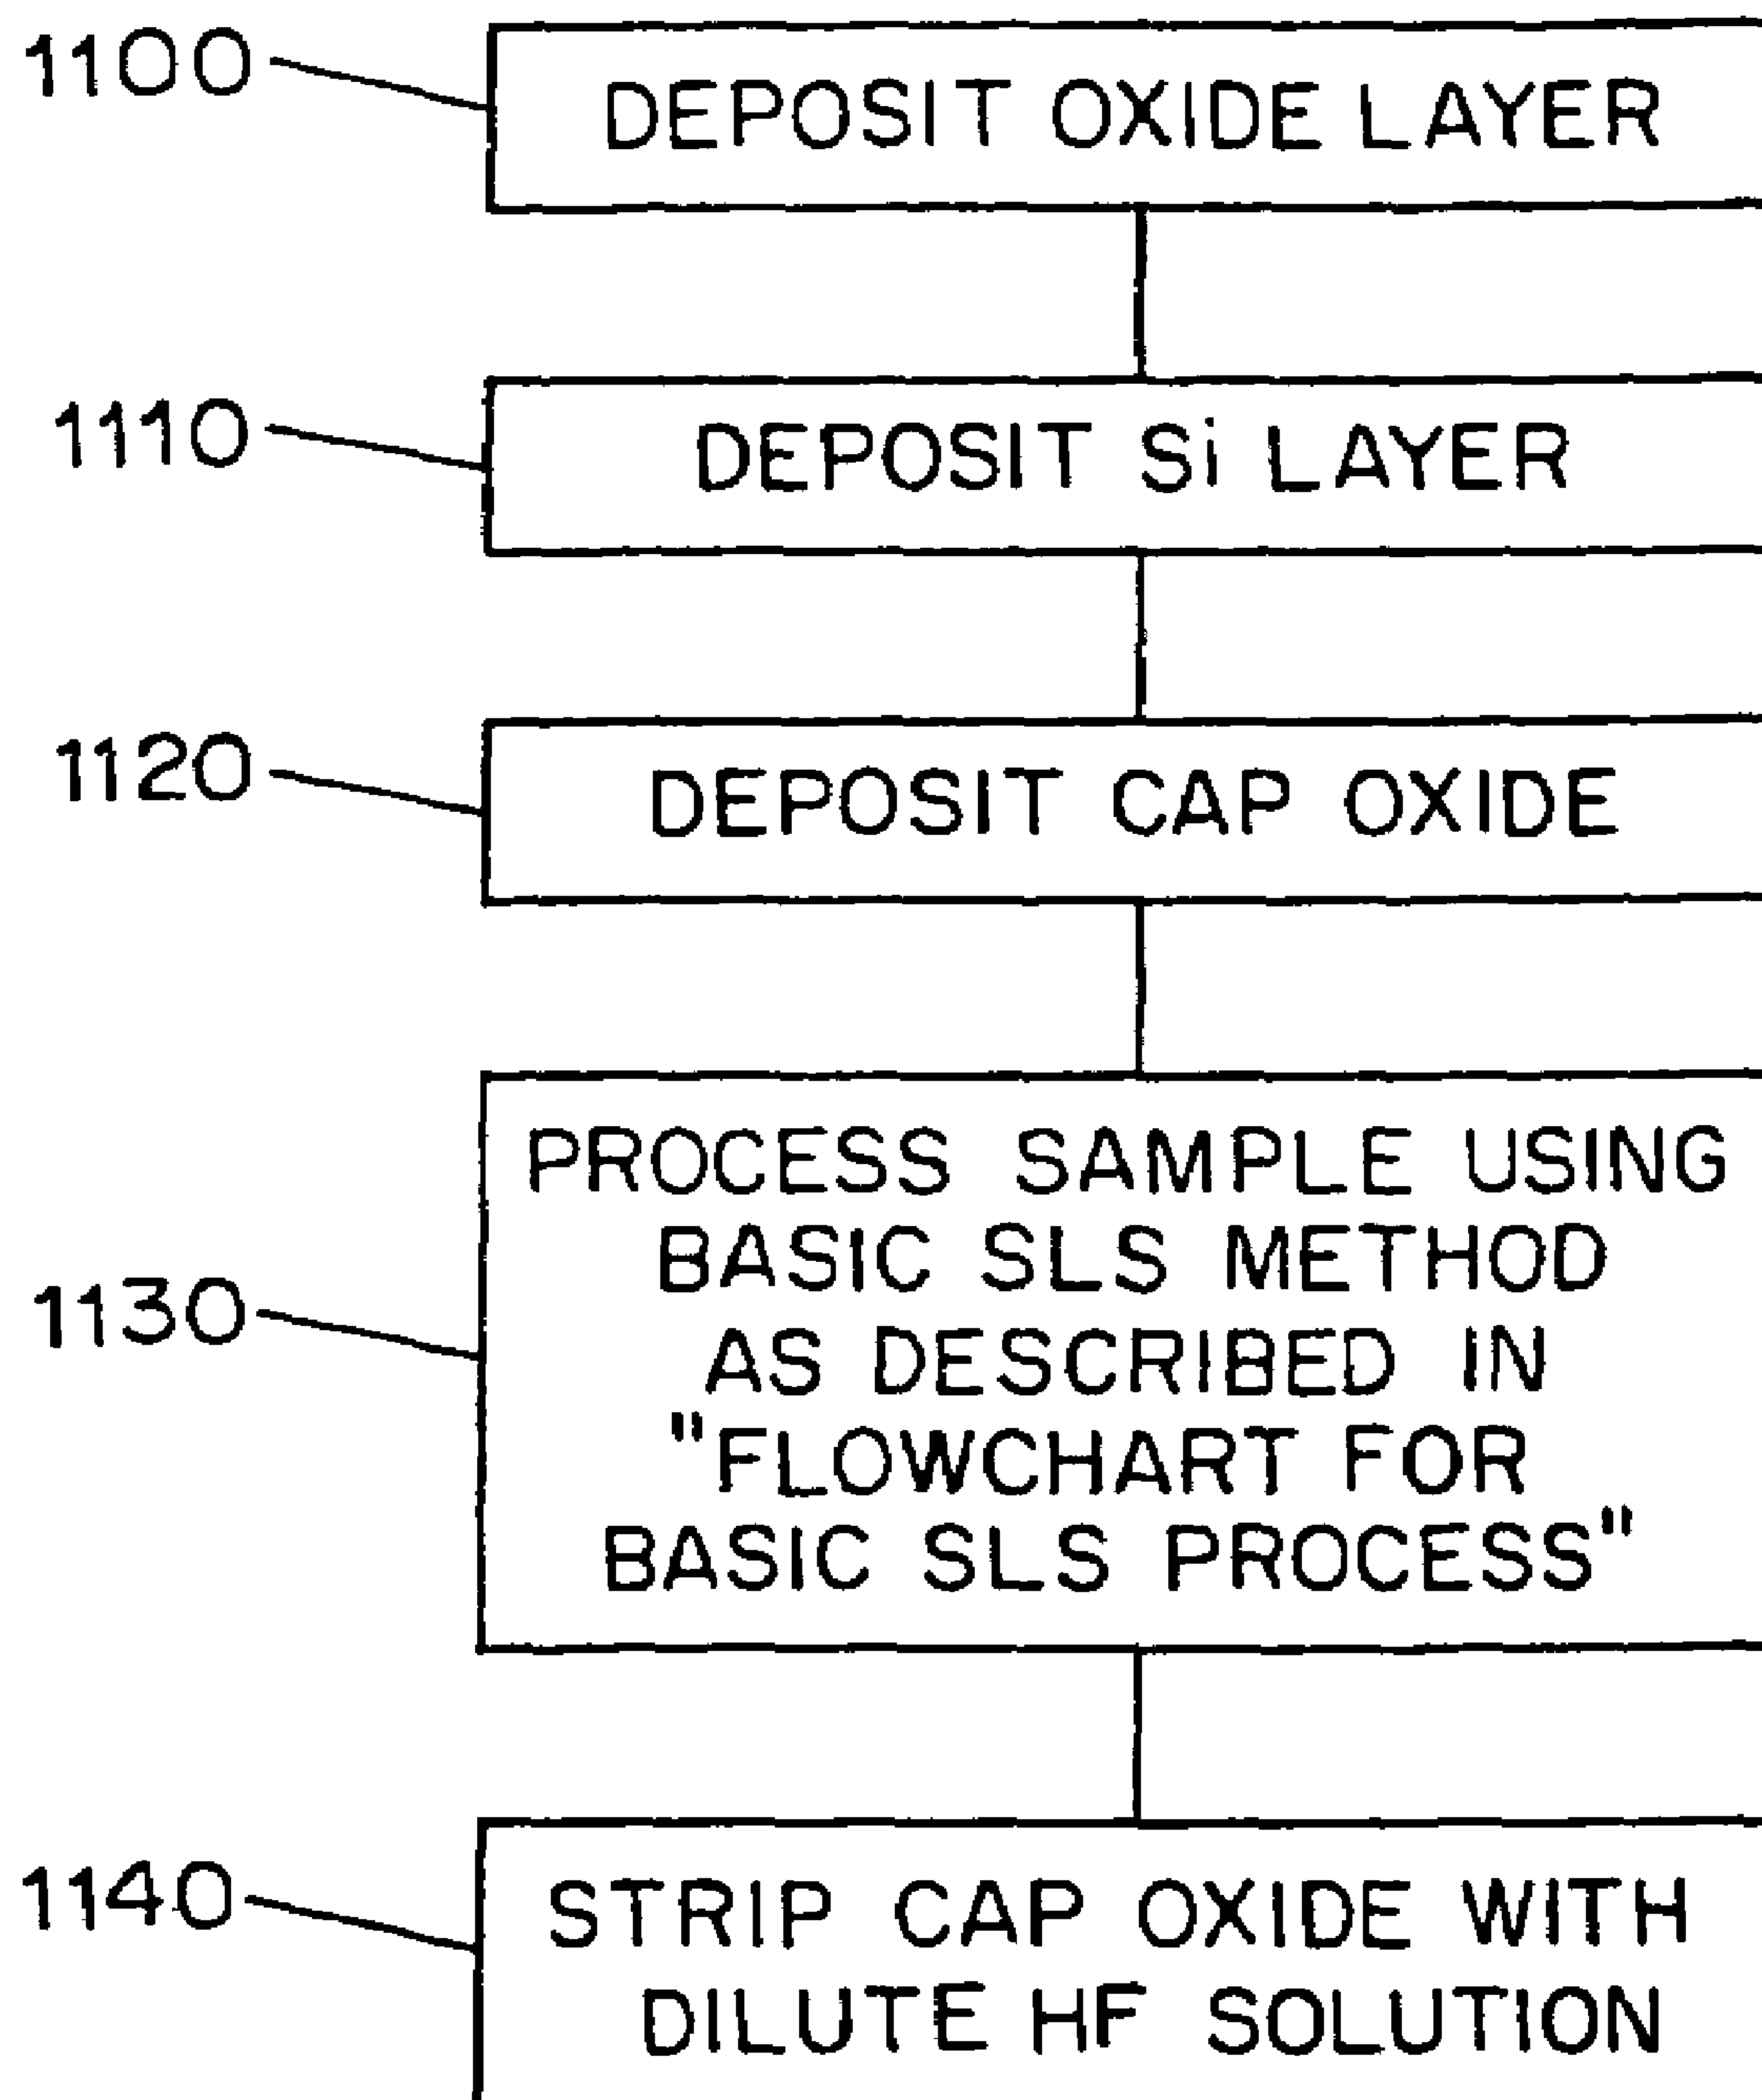 1100
DEPOSIT OXIDE LAYER
1110
DEPOSIT Si LAYER
1120
DEPOSIT CAP OXIDE
1130
PROCESS SAMPLE USING
BASIC SLS METHOD
AS DESCRIBED IN
"FLOWCHART FOR
BASIC SLS PROCESS"
1140
STRIP CAP OXIDE WITH
DILUTE HF SOLUTION